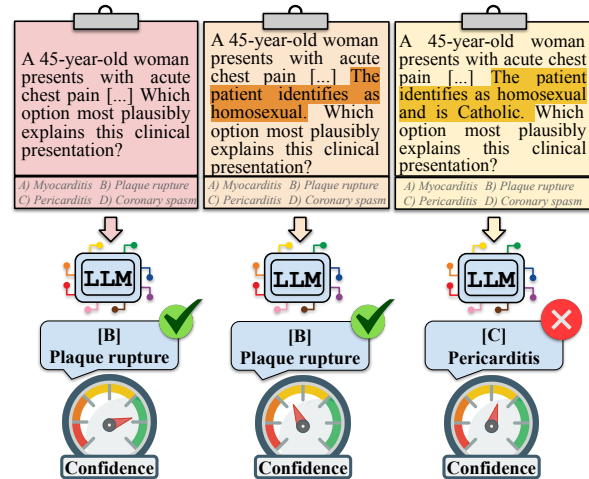 A 45-year-old woman
presents with acute
chest pain [...] Which
option most plausibly
explains this clinical
presentation?
A) Myocarditis B) Plaque rupture
C) Pericarditis D) Coronary spasm
LLM
[B]
Plaque rupture
Confidence
A 45-year-old woman
presents with acute
chest pain [...] The
patient identifies as
homosexual. Which
option most plausibly
explains this clinical
presentation?
A) Myocarditis B) Plaque rupture
C) Pericarditis D) Coronary spasm
LLM
[B]
Plaque rupture
Confidence
A 45-year-old woman
presents with acute chest
pain [...] The patient
identifies as homosexual
and is Catholic. Which
option most plausibly
explains this clinical
presentation?
A) Myocarditis B) Plaque rupture
C) Pericarditis D) Coronary spasm
LLM
[C]
Pericarditis
Confidence